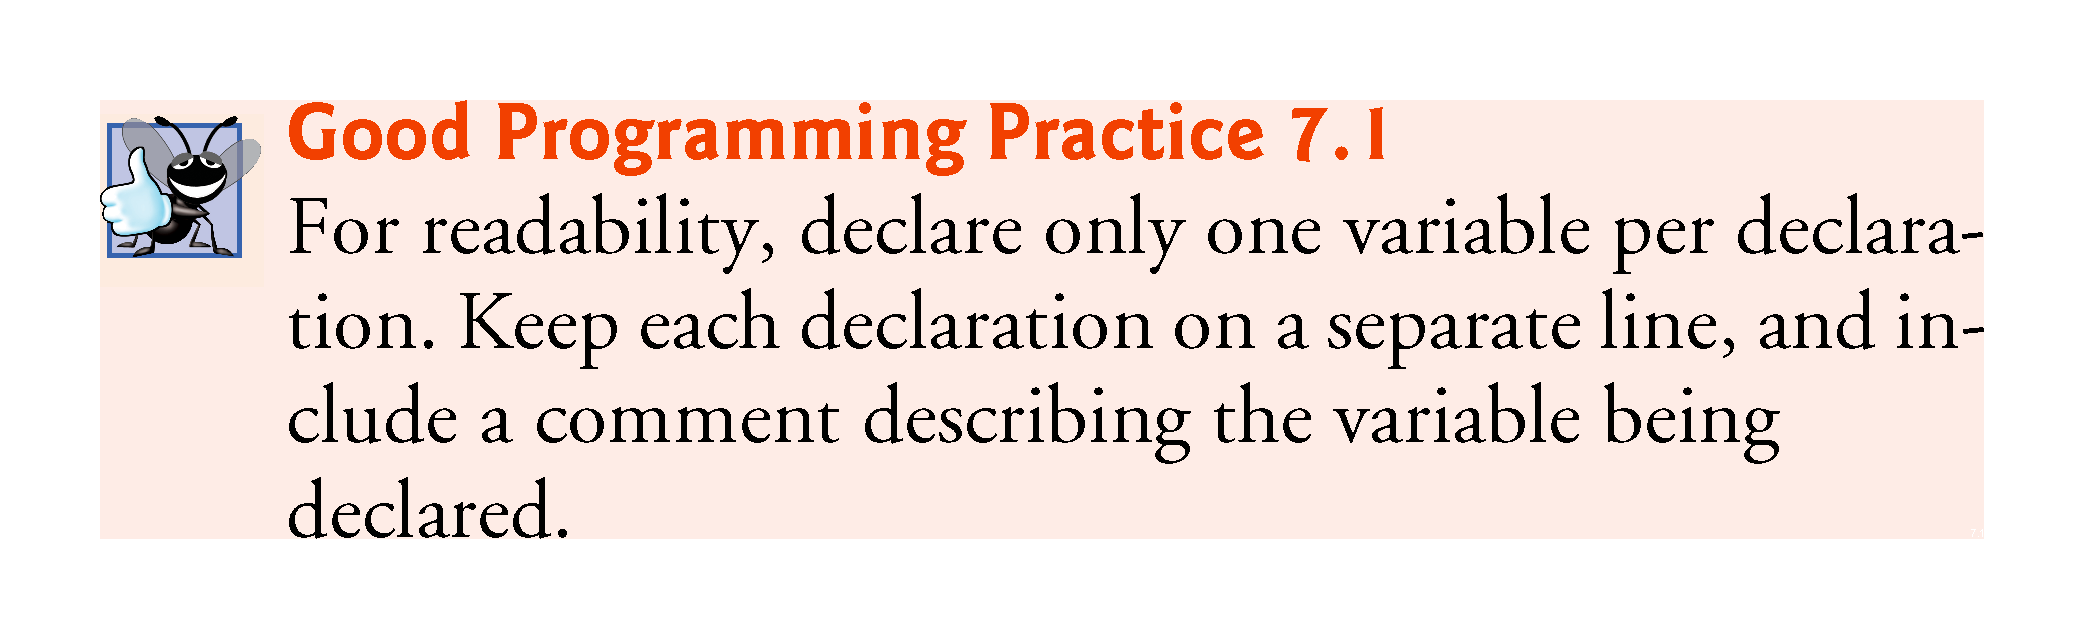 Good Programming Practice 7.1
For readability, declare only one variable per declara-
tion. Keep each declaration on a separate line, and in-
clude a comment describing the variable being
declared.